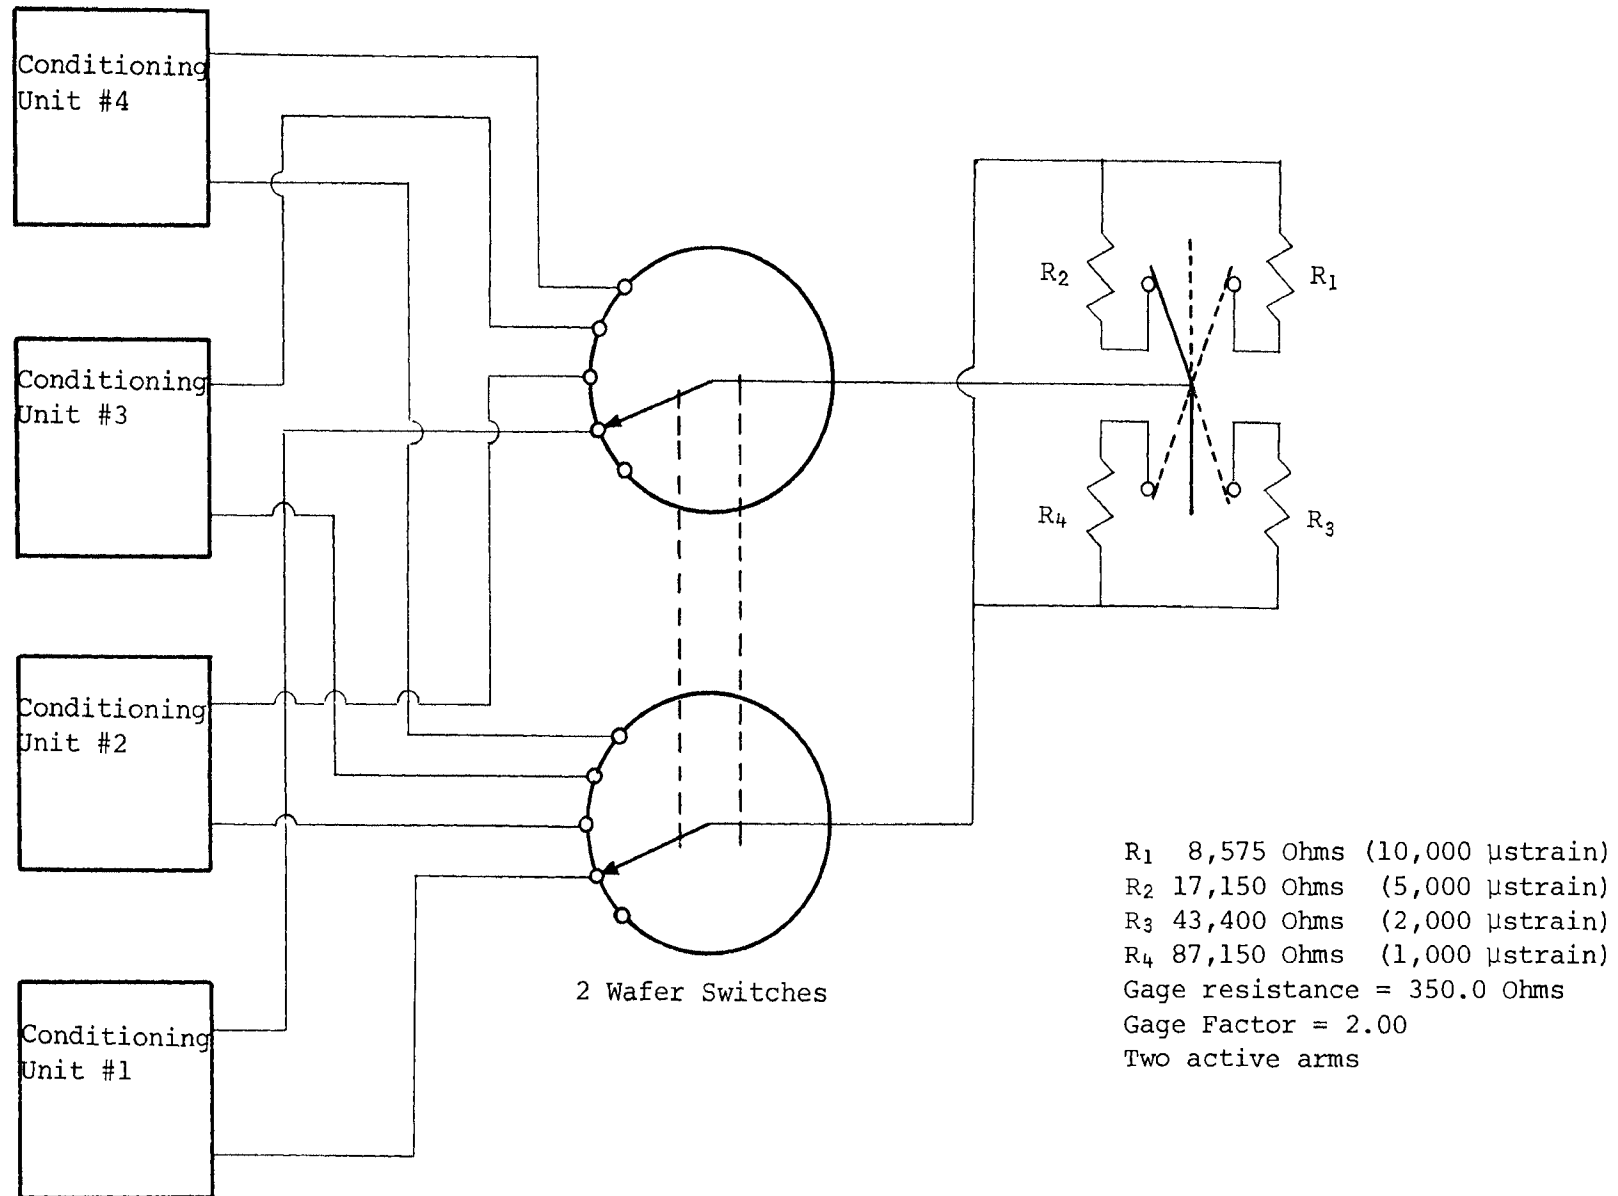 Conditioning
Unit #4
Conditioning
Unit #3
Conditioning
Unit #2
Conditioning
Unit #1
2 Wafer Switches
R2
R1
R4
R3
R1 8,575 Ohms (10,000 μstrain)
R2 17,150 Ohms (5,000 μstrain)
R3 43,400 Ohms (2,000 μstrain)
R4 87,150 Ohms (1,000 μstrain)
Gage resistance = 350.0 Ohms
Gage Factor = 2.00
Two active arms